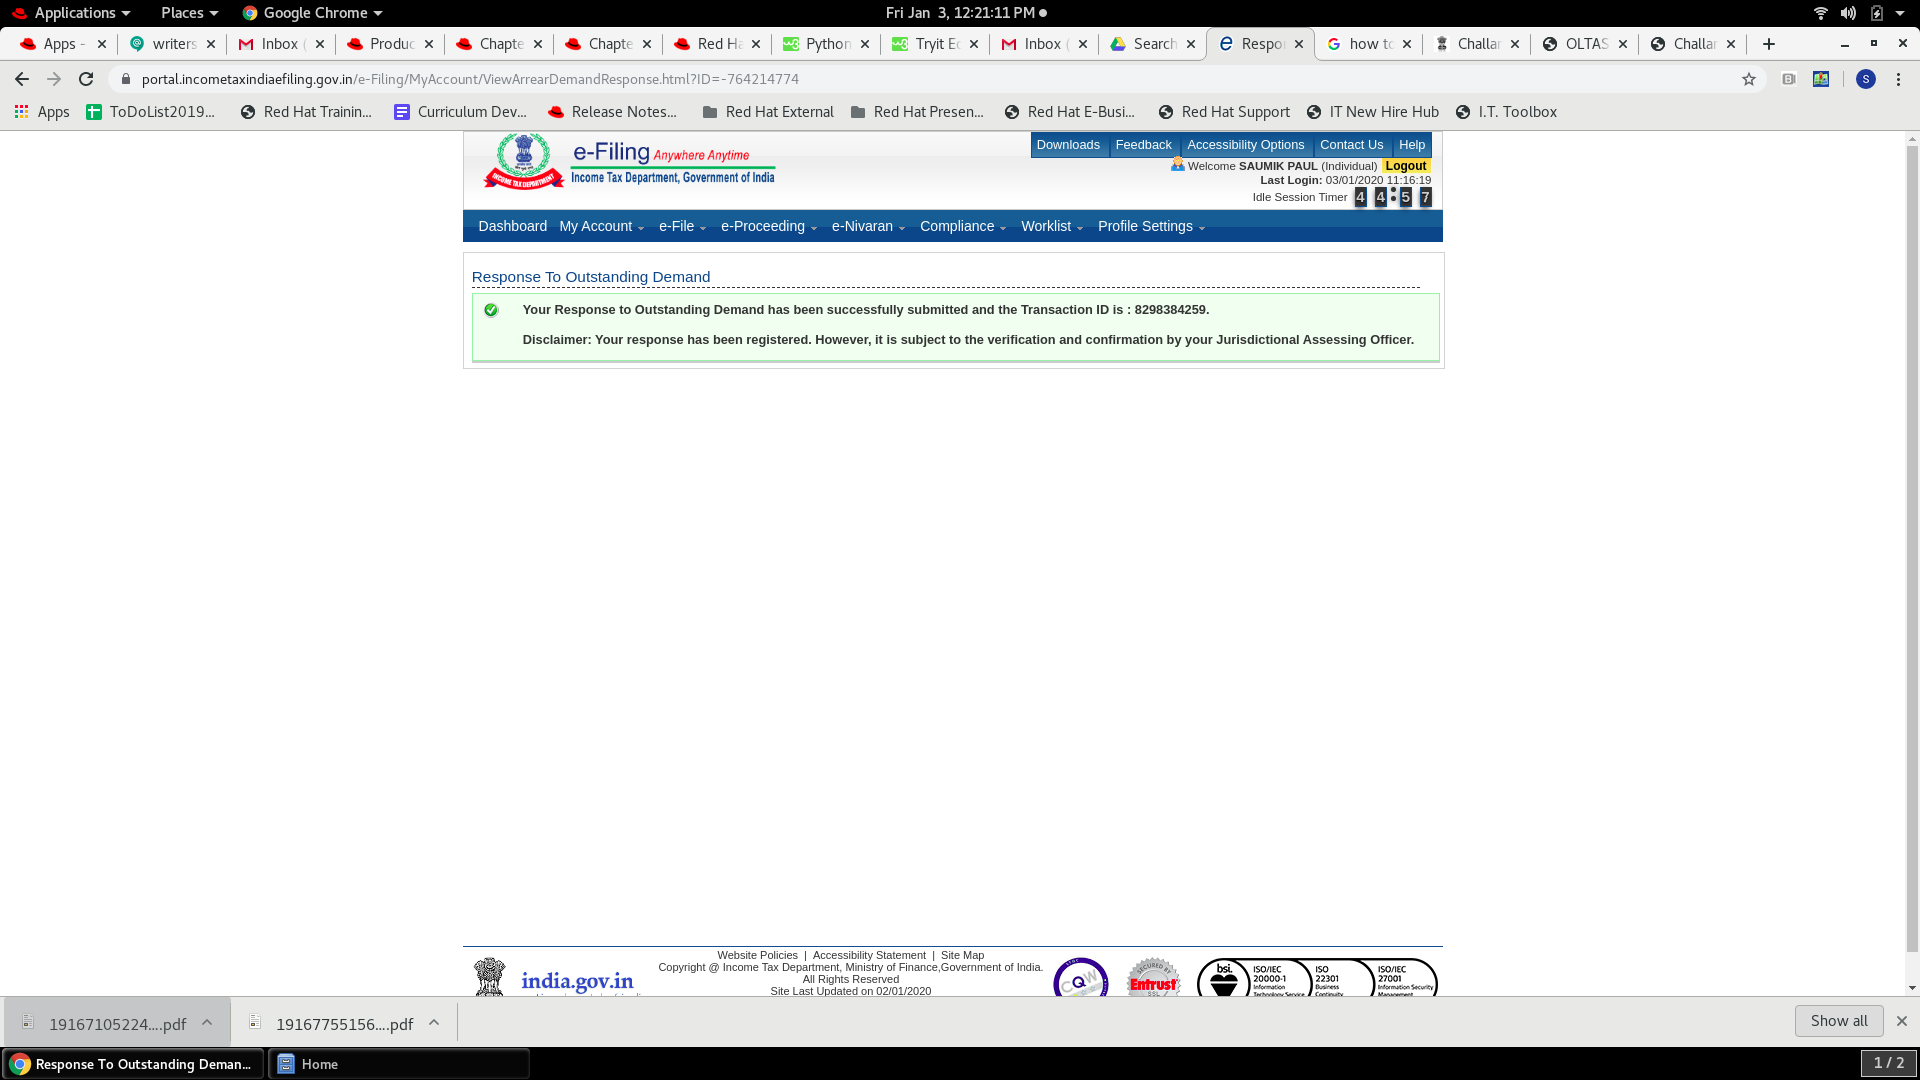 Applications Places Google Chrome Fri Jan 3, 12:21:11 PM
Apps - writers Inbox ( Produc Chapte Chapte Red Ha Python Tryit Ec Inbox ( Search Respon how to Challan OLTAS Challan
portal.incometaxindiaefiling.gov.in/e-Filing/MyAccount/ViewArrearDemandResponse.html?ID=-764214774 S
Apps ToDoList2019... Red Hat Trainin... Curriculum Dev... Release Notes... Red Hat External Red Hat Presen... Red Hat E-Busi... Red Hat Support IT New Hire Hub I.T. Toolbox
Downloads Feedback Accessibility Options Contact Us Help
e-Filing Anywhere Anytime
Income Tax Department, Government of India
INCOME TAX DEPARTMENT
Welcome SAUMIK PAUL (Individual) Logout
Last Login: 03/01/2020 11:16:19
Idle Session Timer 4 4 : 5 7
Dashboard My Account e-File e-Proceeding e-Nivaran Compliance Worklist Profile Settings
Response To Outstanding Demand
Your Response to Outstanding Demand has been successfully submitted and the Transaction ID is : 8298384259.
Disclaimer: Your response has been registered. However, it is subject to the verification and confirmation by your Jurisdictional Assessing Officer.
Website Policies | Accessibility Statement | Site Map
Copyright @ Income Tax Department, Ministry of Finance,Government of India.
All Rights Reserved
Site Last Updated on 02/01/2020
india.gov.in
CQW
SECURED BY
Entrust
SSL
bsi.
ISO/IEC
20000-1
Information
Technology Service
ISO
22301
Business
Continuity
ISO/IEC
27001
Information Security
Management
19167105224....pdf 19167755156....pdf Show all
Response To Outstanding Deman... Home 1 / 2